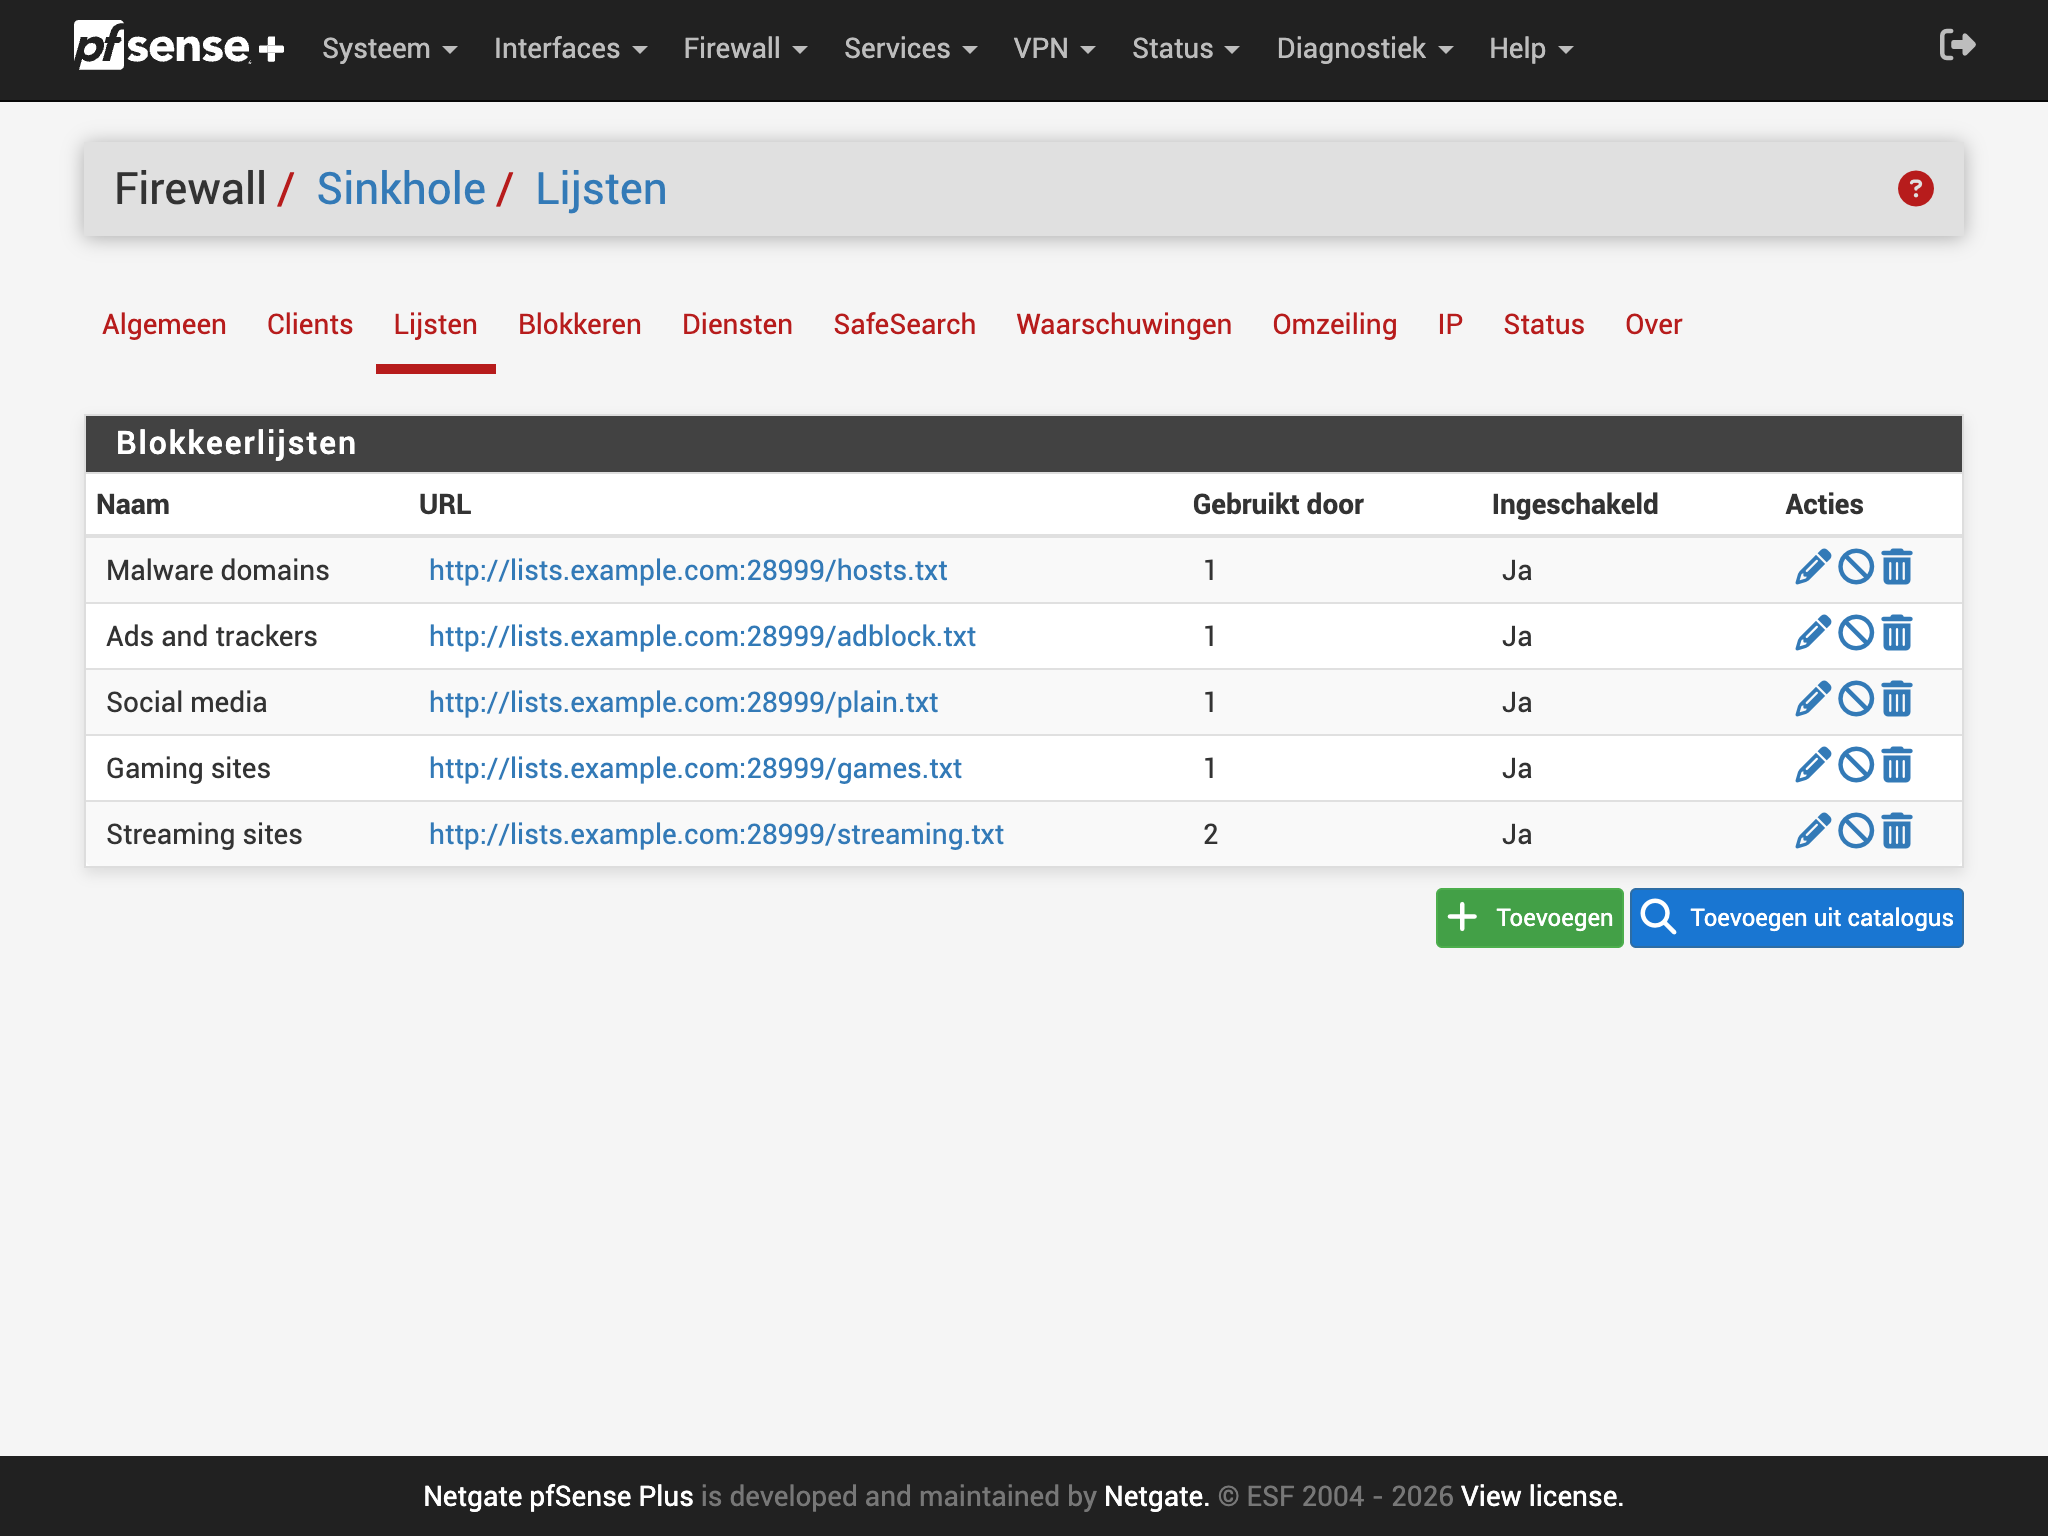 pfsense+ Systeem Interfaces Firewall Services VPN Status Diagnostiek Help
Firewall / Sinkhole / Lijsten
Algemeen Clients Lijsten Blokkeren Diensten SafeSearch Waarschuwingen Omzeiling IP Status Over
Blokkeerlijsten
Naam URL Gebruikt door Ingeschakeld Acties
Malware domains http://lists.example.com:28999/hosts.txt 1 Ja
Ads and trackers http://lists.example.com:28999/adblock.txt 1 Ja
Social media http://lists.example.com:28999/plain.txt 1 Ja
Gaming sites http://lists.example.com:28999/games.txt 1 Ja
Streaming sites http://lists.example.com:28999/streaming.txt 2 Ja
Toevoegen Toevoegen uit catalogus
Netgate pfSense Plus is developed and maintained by Netgate. © ESF 2004 - 2026 View license.